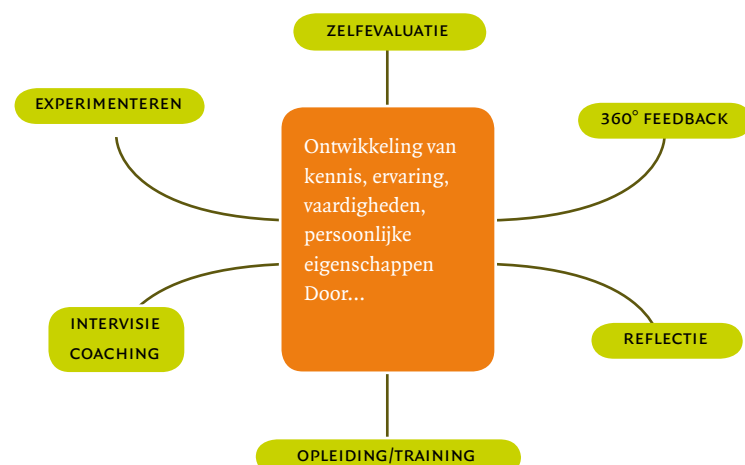 ZELFEVALUATIE
EXPERIMENTEREN
360° FEEDBACK
Ontwikkeling van
kennis, ervaring,
vaardigheden,
persoonlijke
eigenschappen
Door...
INTERVISIE
COACHING
REFLECTIE
OPLEIDING/TRAINING